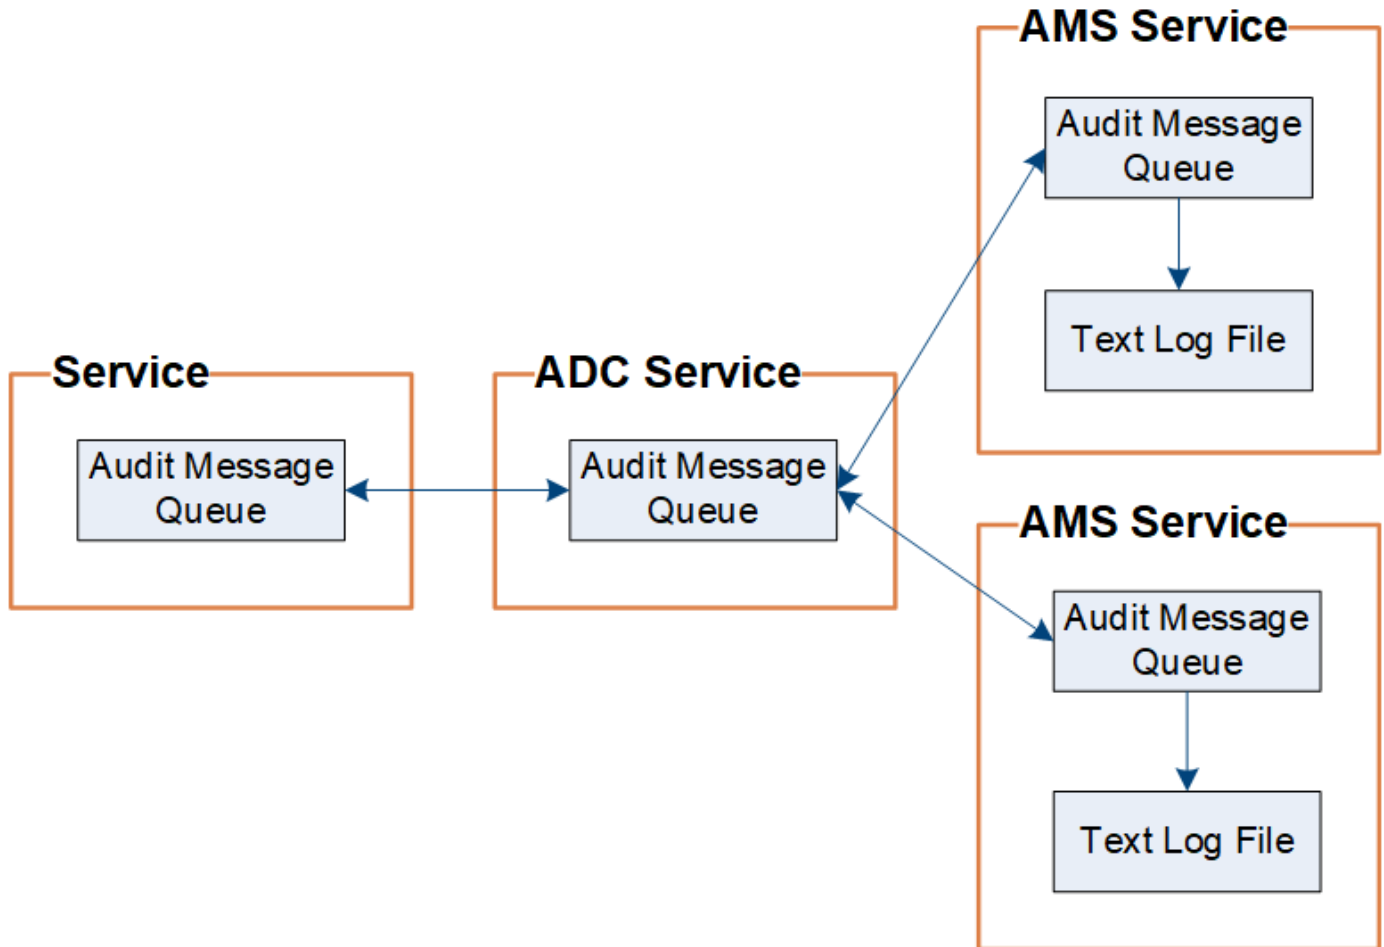 AMS Service
Audit Message
Queue
Text Log File
Service
Audit Message
Queue
ADC Service
Audit Message
Queue
AMS Service
Audit Message
Queue
Text Log File